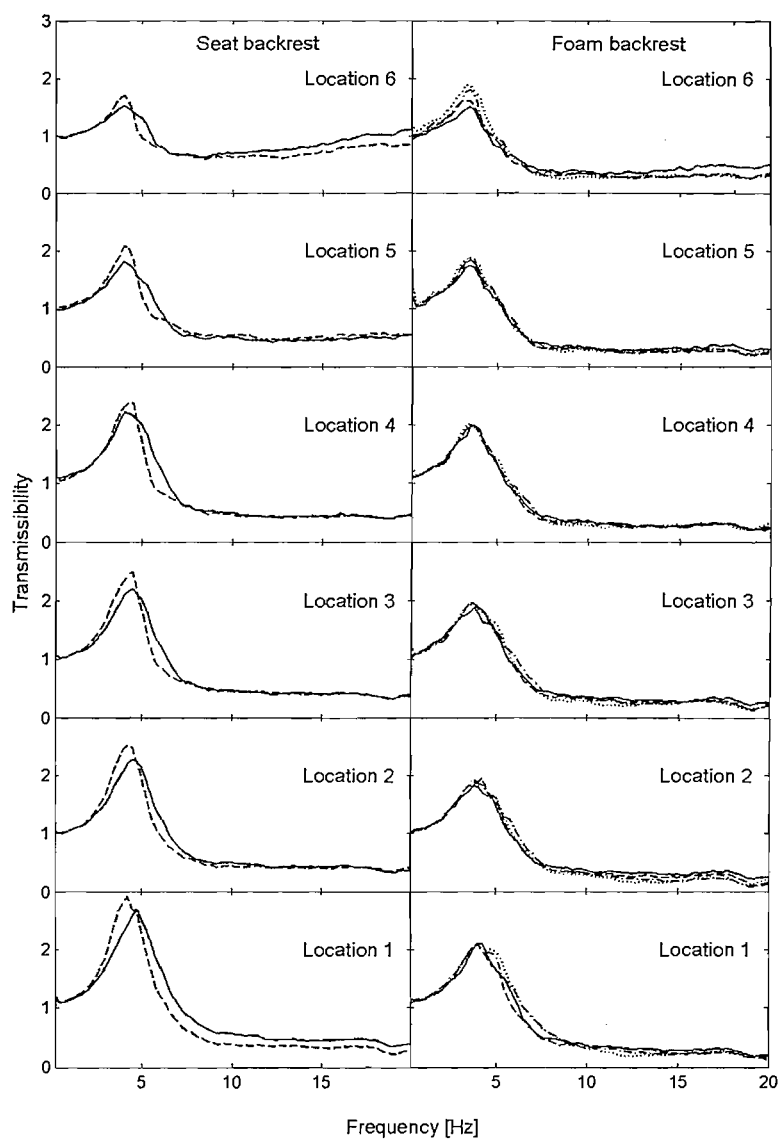 3
Seat backrest
Foam backrest
Location 6
Location 6
2
1
0
Location 5
Location 5
2
1
0
Location 4
Location 4
2
1
0
Transmissibility
Location 3
Location 3
2
1
0
Location 2
Location 2
2
1
0
Location 1
Location 1
2
1
0
5
10
15
5
10
15
20
Frequency [Hz]